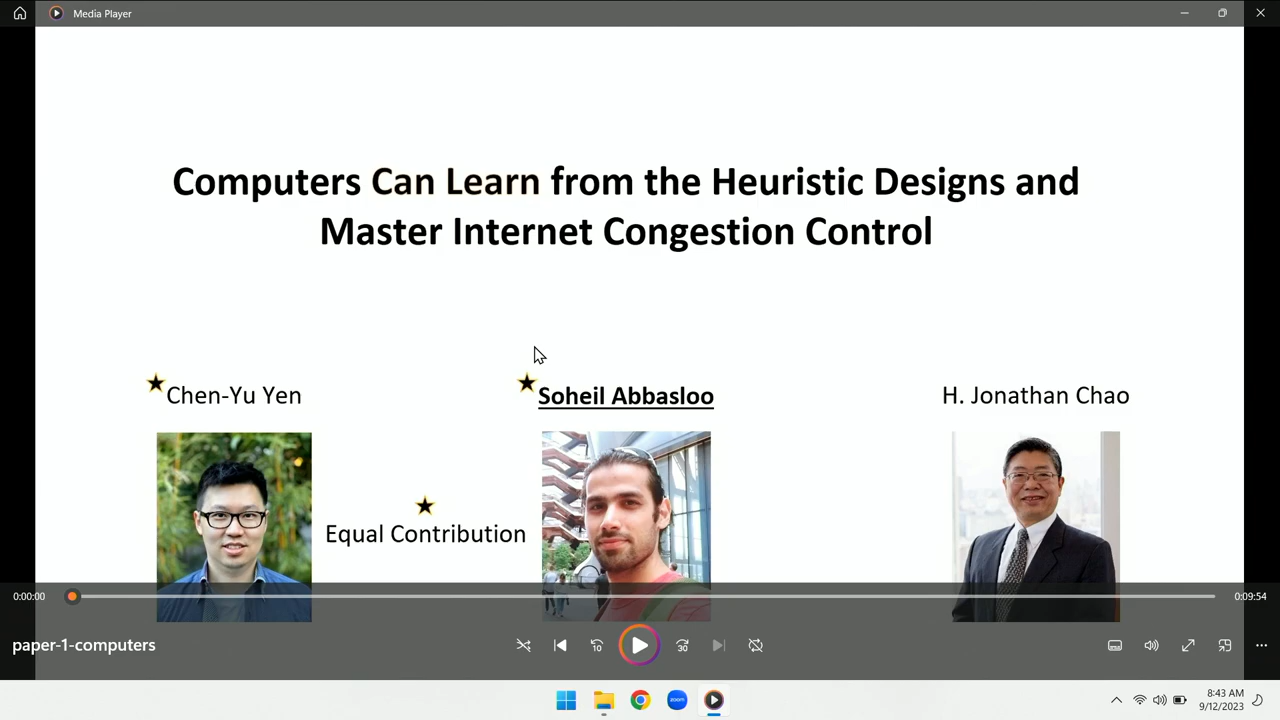 Media Player
Computers Can Learn from the Heuristic Designs and
Master Internet Congestion Control
Chen-Yu Yen
Soheil Abbasloo
H. Jonathan Chao
Equal Contribution
0:00:00
0:09:54
paper-1-computers
10
30
zoom
8:43 AM
9/12/2023